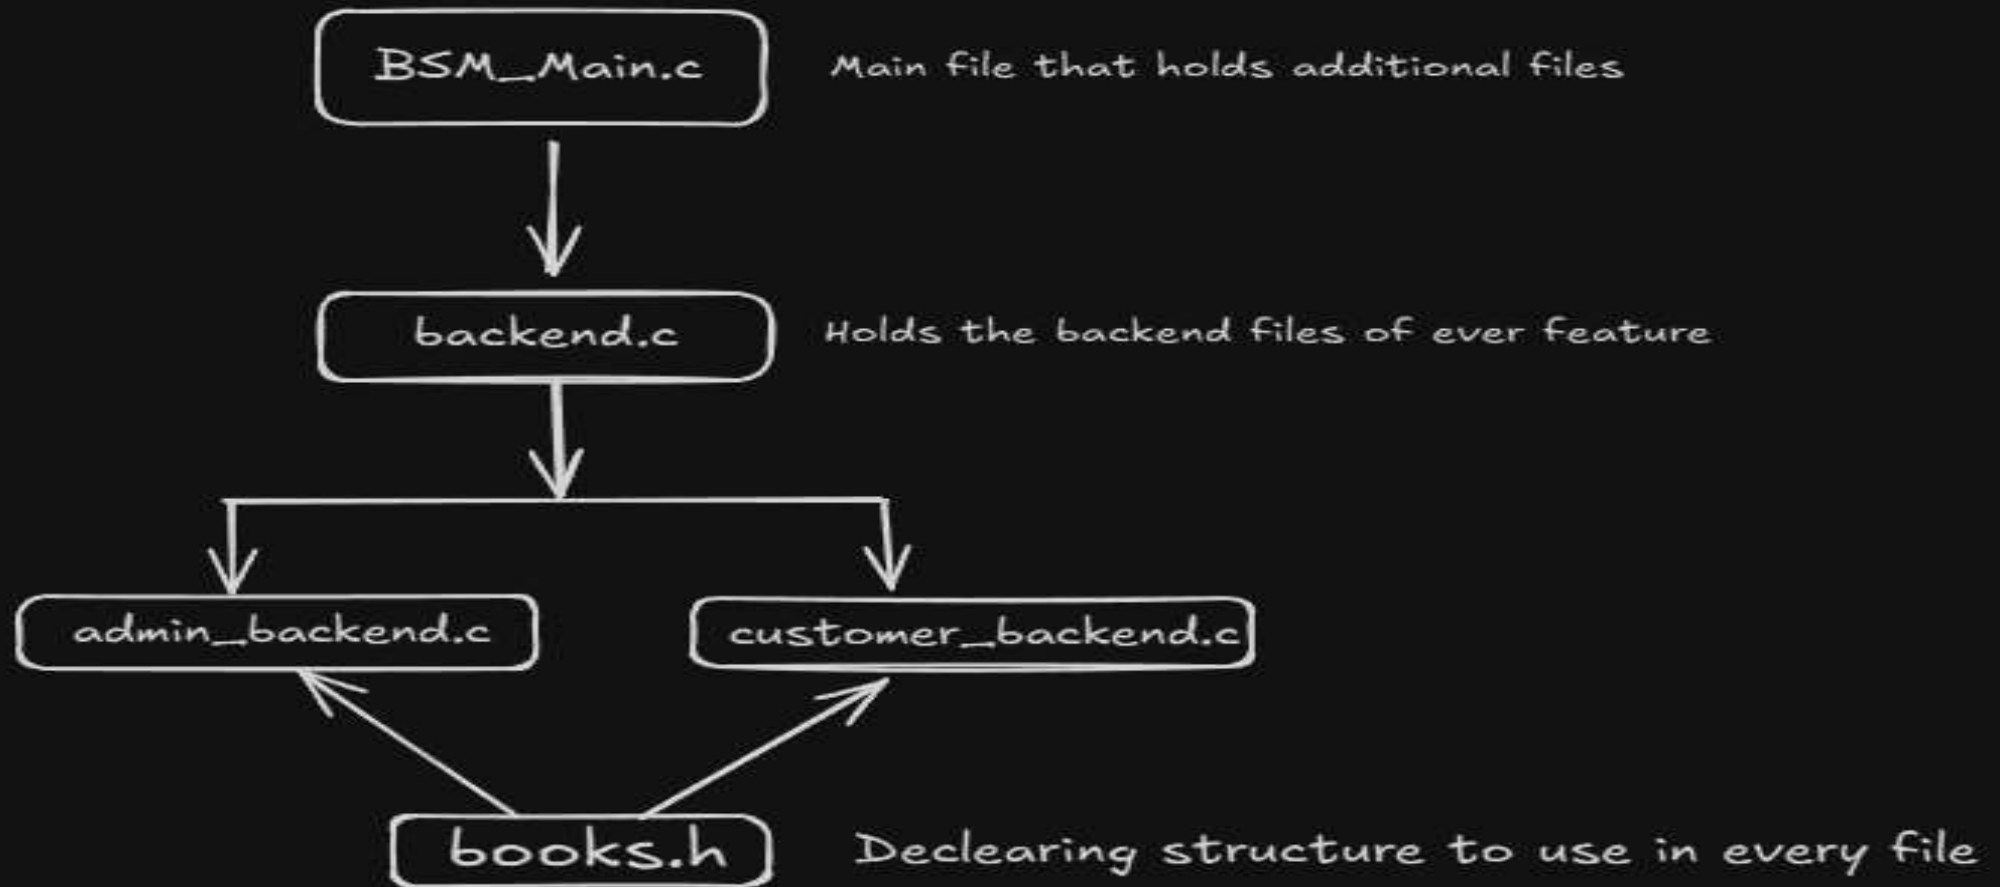 BSM_Main.c
Main file that holds additional files
backend.c
Holds the backend files of ever feature
admin_backend.c
customer_backend.c
books.h
Declearing structure to use in every file